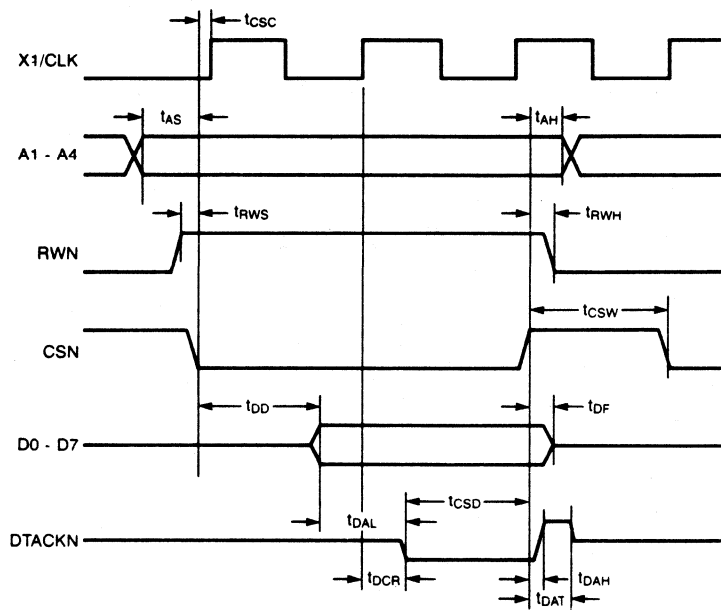 tCSC
X1/CLK
tAS
tAH
A1 - A4
tRWS
tRWH
RWN
tCSW
CSN
tDD
tDF
D0 - D7
tCSD
tDAL
DTACKN
tDCR
tDAH
tDAT